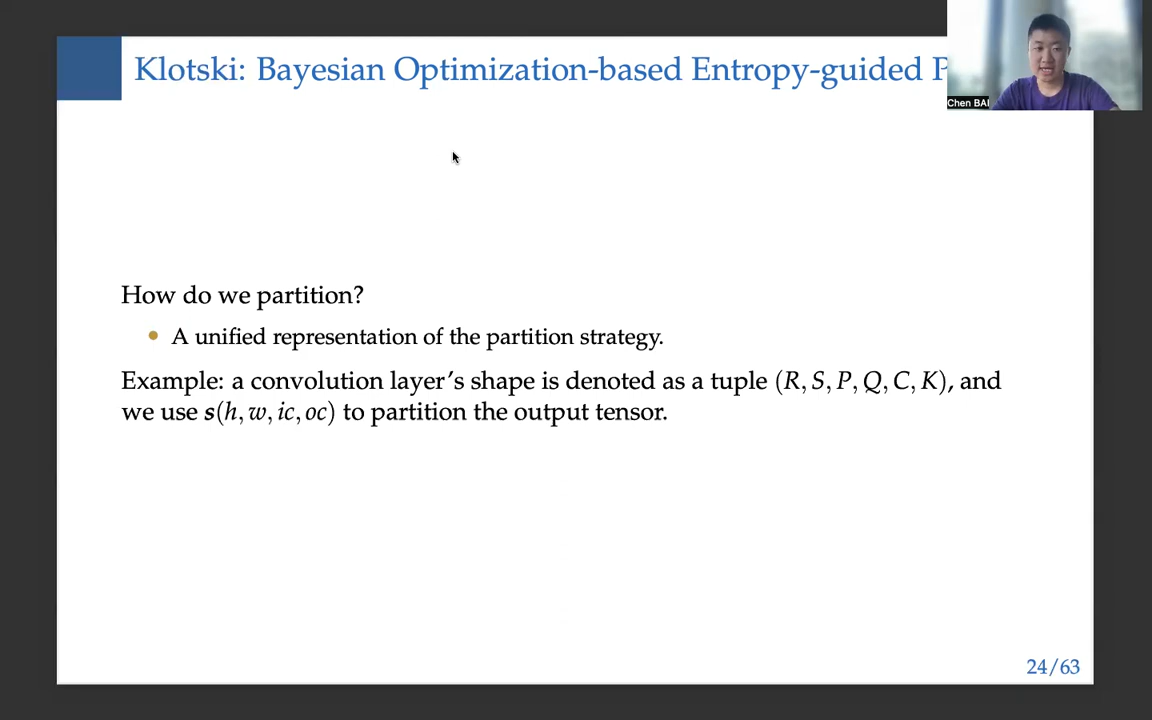 Klotski: Bayesian Optimization-based Entropy-guided
Chen BAI
How do we partition?
• A unified representation of the partition strategy.
Example: a convolution layer's shape is denoted as a tuple (R, S, P, Q, C, K), and
we use s(h, w, ic, oc) to partition the output tensor.
24/63